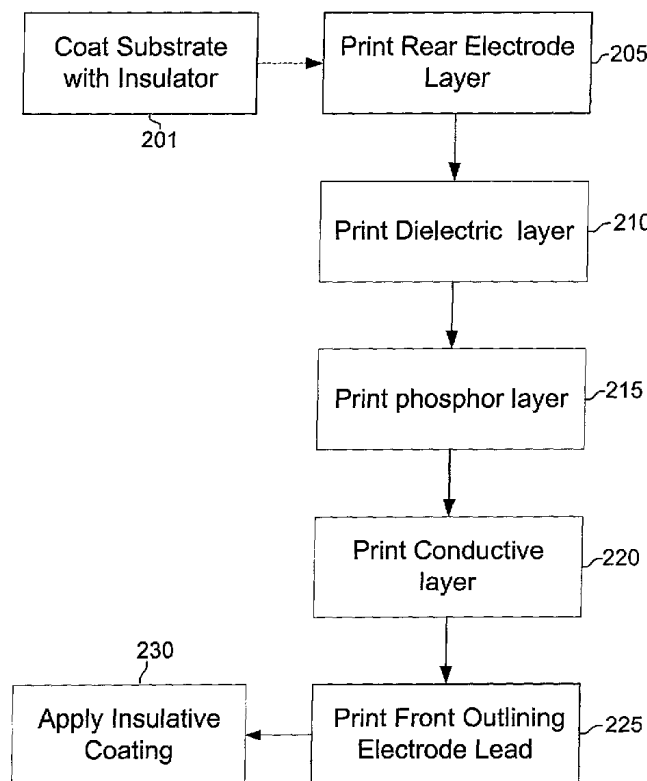 Coat Substrate
with Insulator
201
Print Rear Electrode
Layer
205
Print Dielectric layer
210
Print phosphor layer
215
Print Conductive
layer
220
230
Apply Insulative
Coating
Print Front Outlining
Electrode Lead
225